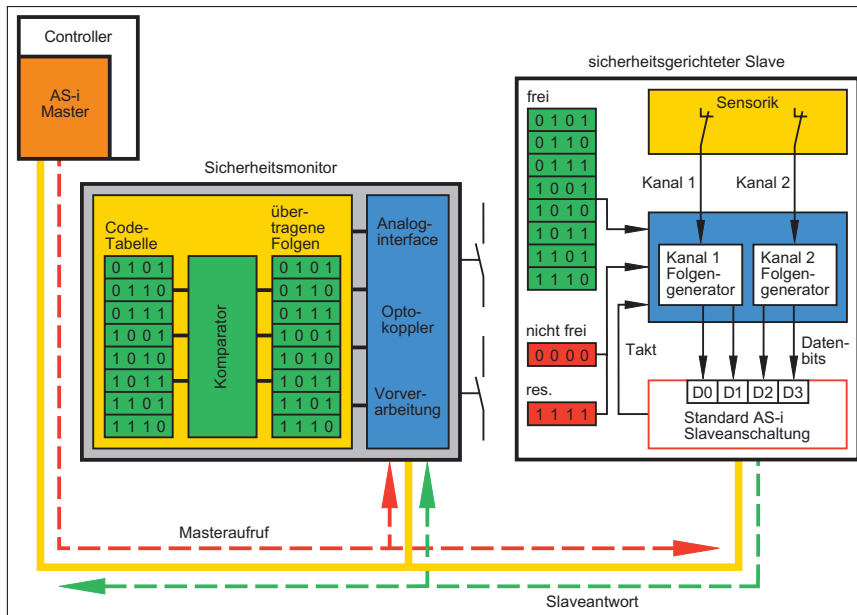 Controller
AS-i
Master
Sicherheitsmonitor
Code-
Tabelle
0 1 0 1
0 1 1 0
0 1 1 1
1 0 0 1
1 0 1 0
1 0 1 1
1 1 0 1
1 1 1 0
Komparator
über-
tragene
Folgen
0 1 0 1
0 1 1 0
0 1 1 1
1 0 0 1
1 0 1 0
1 0 1 1
1 1 0 1
1 1 1 0
Analog-
interface
Opto-
koppler
Vorver-
arbeitung
sicherheitsgerichteter Slave
frei
0 1 0 1
0 1 1 0
0 1 1 1
1 0 0 1
1 0 1 0
1 0 1 1
1 1 0 1
1 1 1 0
nicht frei
0 0 0 0
res.
1 1 1 1
Sensorik
Kanal 1
Kanal 2
Kanal 1
Folgen-
generator
Kanal 2
Folgen-
generator
Takt
Daten-
bits
D0 D1 D2 D3
Standard AS-i
Slaveanschaltung
Masteraufruf
Slaveantwort